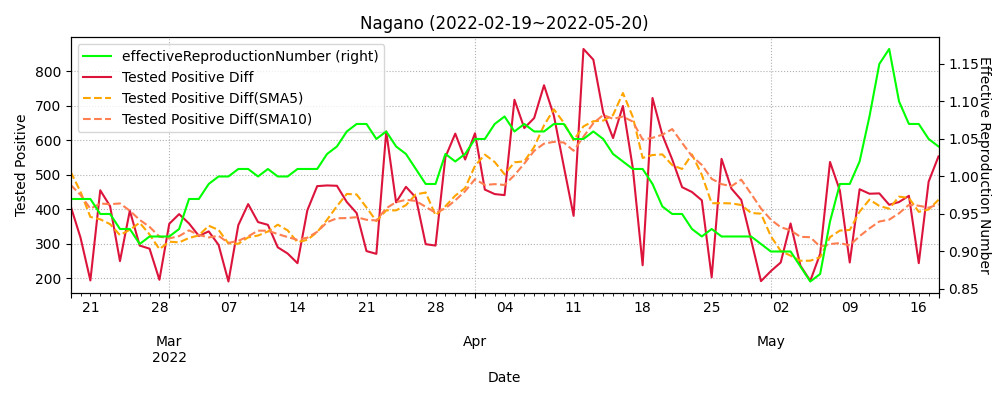 Nagano (2022-02-19~2022-05-20)
effectiveReproductionNumber (right)
Tested Positive Diff
Tested Positive Diff(SMA5)
Tested Positive Diff(SMA10)
Tested Positive
800
700
600
500
400
300
200
Effective Reproduction Number
1.15
1.10
1.05
1.00
0.95
0.90
0.85
21 28 07 14 21 28 04 11 18 25 02 09 16
Mar Apr May
2022
Date